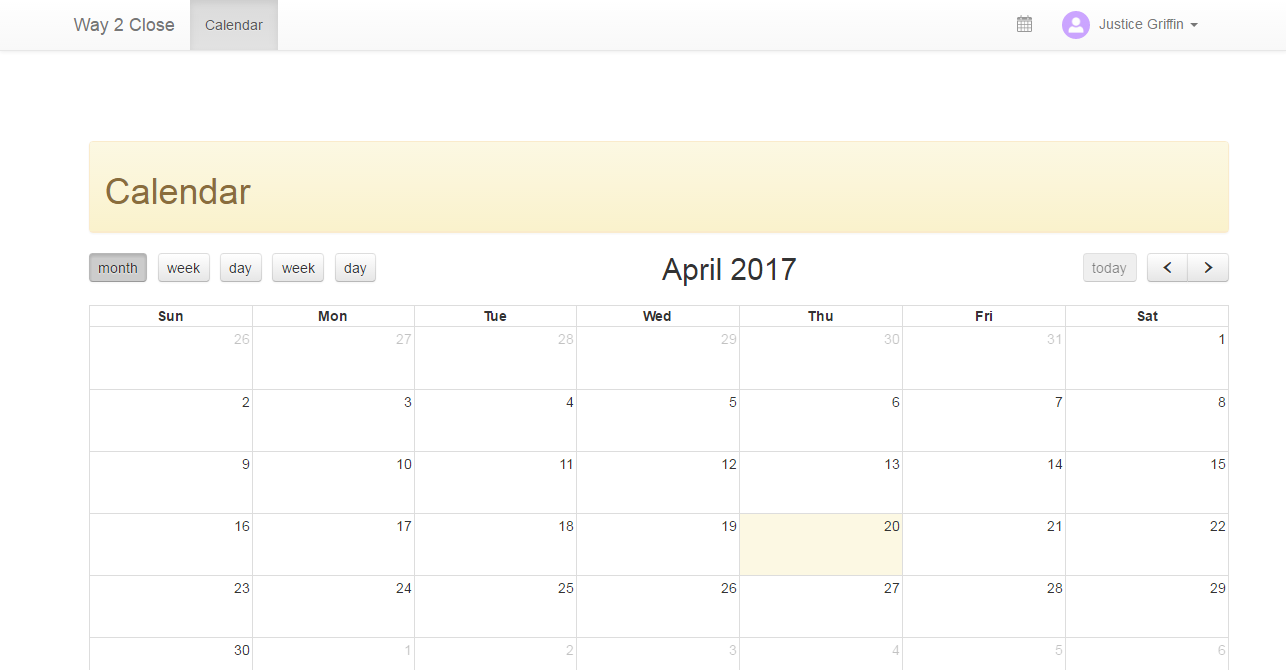 Way 2 Close Calendar Justice Griffin
Calendar
month week day week day April 2017 today
Sun Mon Tue Wed Thu Fri Sat
26 27 28 29 30 31 1
2 3 4 5 6 7 8
9 10 11 12 13 14 15
16 17 18 19 20 21 22
23 24 25 26 27 28 29
30 1 2 3 4 5 6